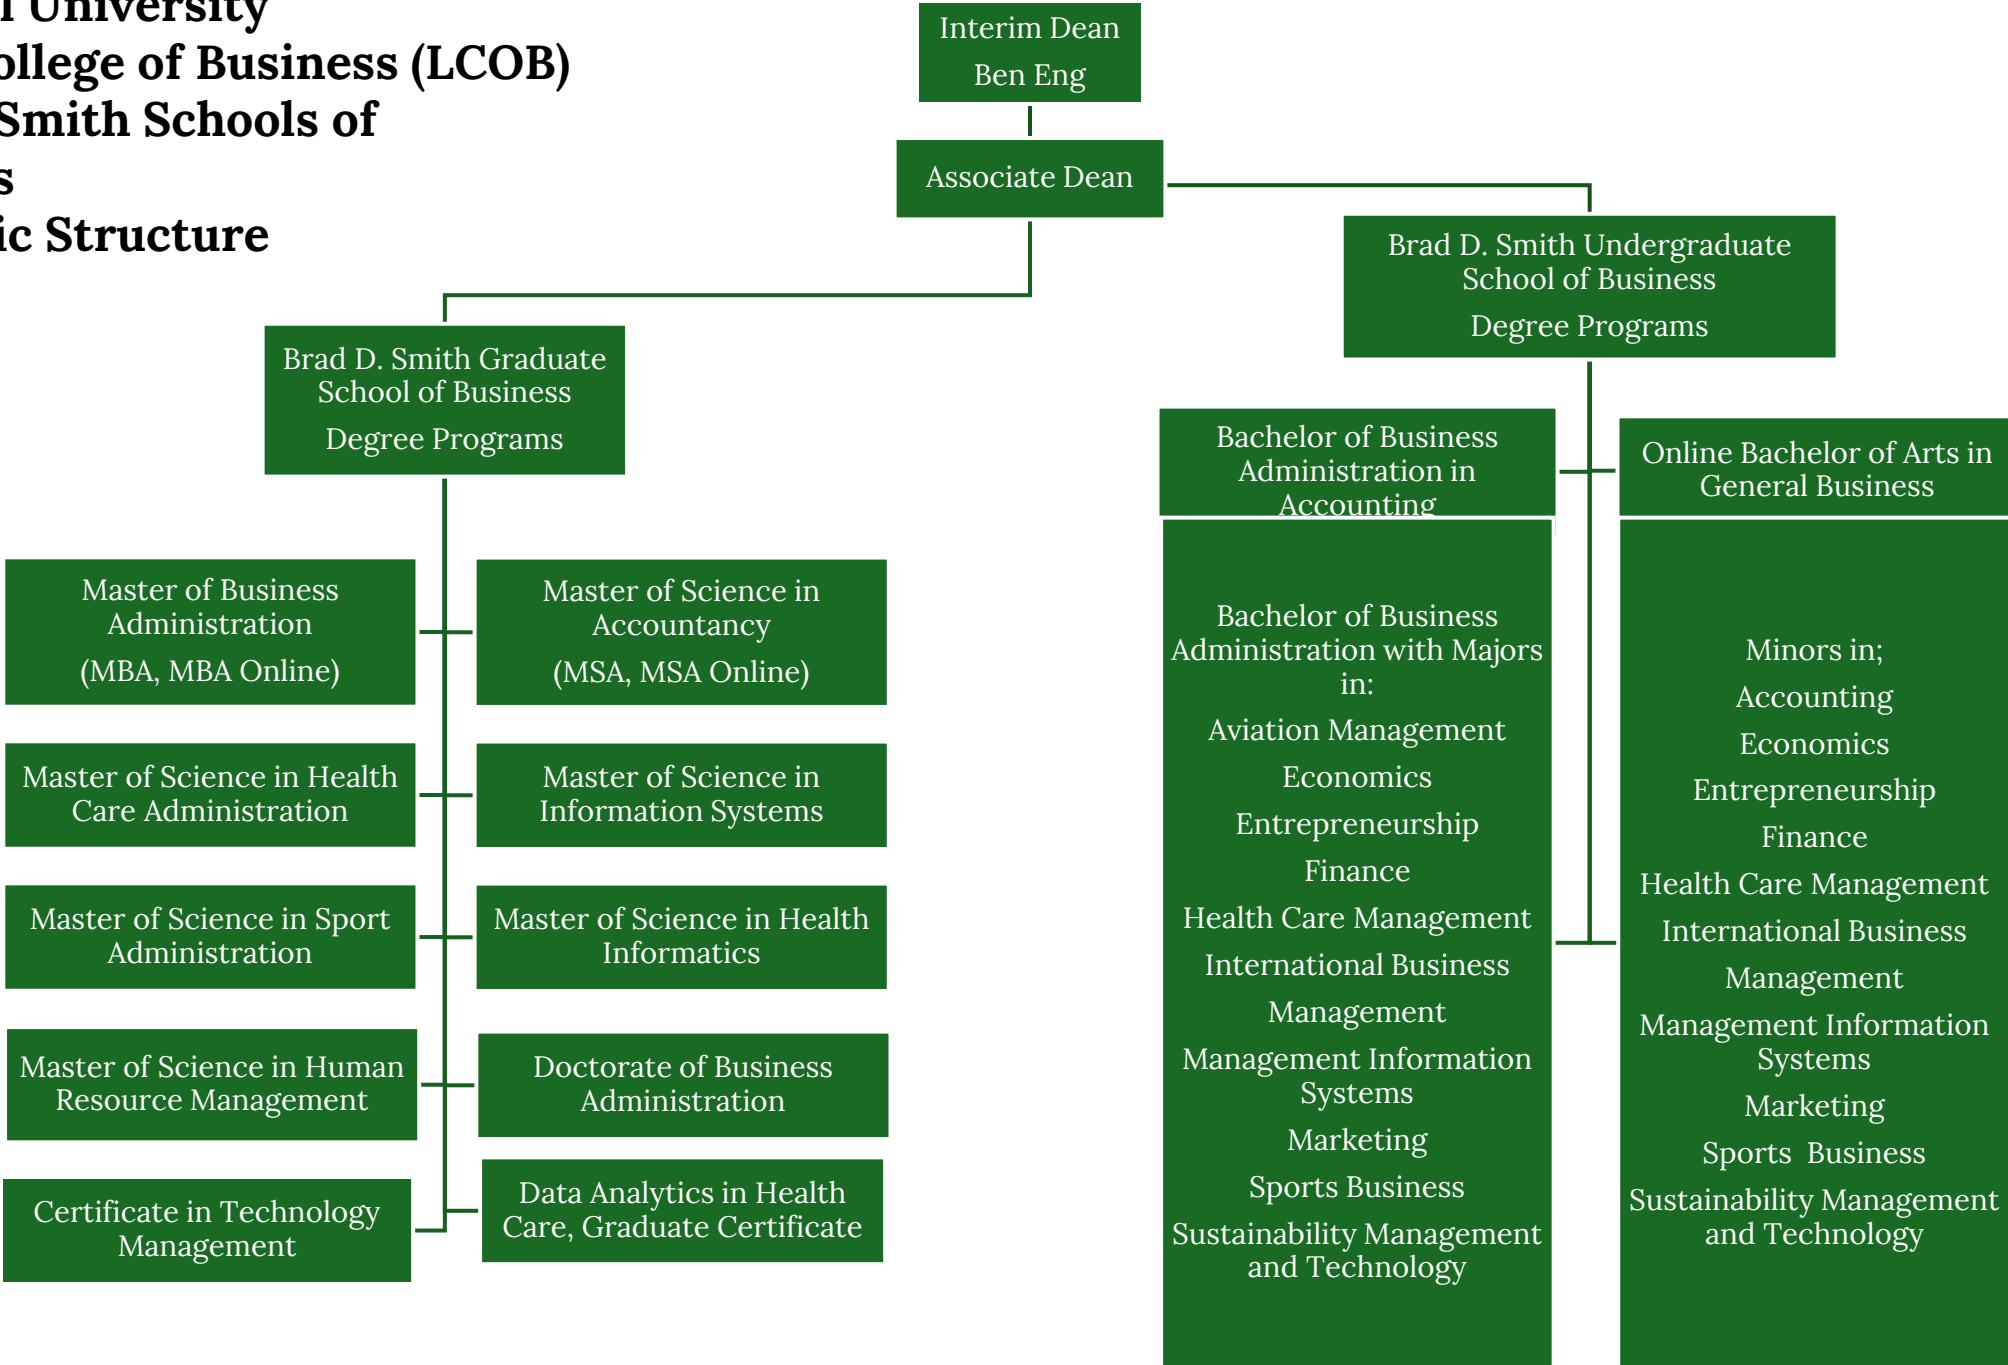 University
College of Business (LCOB)
Smith Schools of
Structure
Interim Dean
Ben Eng
Associate Dean
Brad D. Smith Undergraduate
School of Business
Degree Programs
Brad D. Smith Graduate
School of Business
Degree Programs
Bachelor of Business
Administration in
Accounting
Online Bachelor of Arts in
General Business
Master of Business
Administration
(MBA, MBA Online)
Master of Science in
Accountancy
(MSA, MSA Online)
Master of Science in Health
Care Administration
Master of Science in
Information Systems
Master of Science in Sport
Administration
Master of Science in Health
Informatics
Master of Science in Human
Resource Management
Doctorate of Business
Administration
Certificate in Technology
Management
Data Analytics in Health
Care, Graduate Certificate
Bachelor of Business
Administration with Majors
in:
Aviation Management
Economics
Entrepreneurship
Finance
Health Care Management
International Business
Management
Management Information
Systems
Marketing
Sports Business
Sustainability Management
and Technology
Minors in;
Accounting
Economics
Entrepreneurship
Finance
Health Care Management
International Business
Management
Management Information
Systems
Marketing
Sports Business
Sustainability Management
and Technology